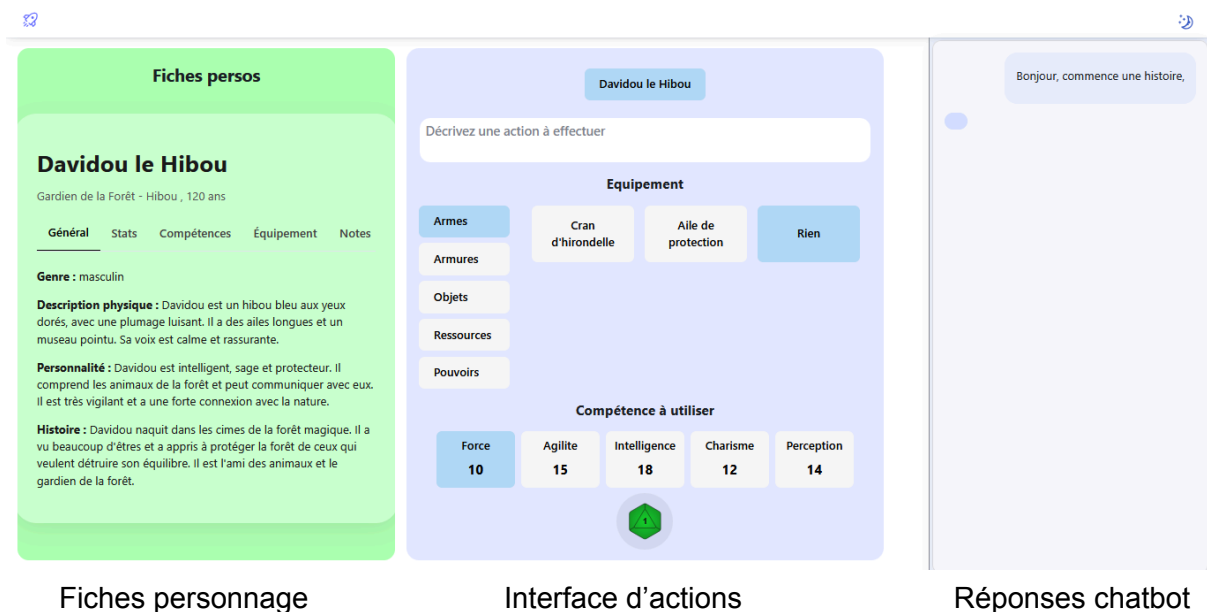 Fiches persos
Davidou le Hibou
Gardien de la Forêt - Hibou , 120 ans
Général Stats Compétences Équipement Notes
Genre : masculin
Description physique : Davidou est un hibou bleu aux yeux
dorés, avec une plumage luisant. Il a des ailes longues et un
museau pointu. Sa voix est calme et rassurante.
Personnalité : Davidou est intelligent, sage et protecteur. Il
comprend les animaux de la forêt et peut communiquer avec eux.
Il est très vigilant et a une forte connexion avec la nature.
Histoire : Davidou naquit dans les cimes de la forêt magique. Il a
vu beaucoup d'êtres et a appris à protéger la forêt de ceux qui
veulent détruire son équilibre. Il est l'ami des animaux et le
gardien de la forêt.
Davidou le Hibou
Décrivez une action à effectuer
Equipement
Armes
Armures
Objets
Ressources
Pouvoirs
Cran
d'hirondelle
Aile de
protection
Rien
Compétence à utiliser
Force Agilite Intelligence Charisme Perception
10 15 18 12 14
1
Bonjour, commence une histoire,
Fiches personnage
Interface d'actions
Réponses chatbot